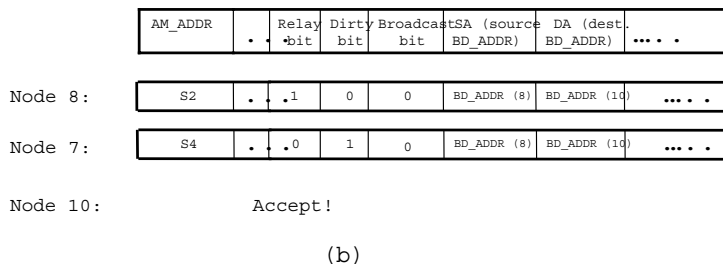 AM_ADDR ... Relay bit Dirty bit Broadcast bit SA (source BD_ADDR) DA (dest. BD_ADDR) .....
Node 8: S2 ... 1 0 0 BD_ADDR (8) BD_ADDR (10) .....
Node 7: S4 ... 0 1 0 BD_ADDR (8) BD_ADDR (10) .....
Node 10: Accept!
(b)